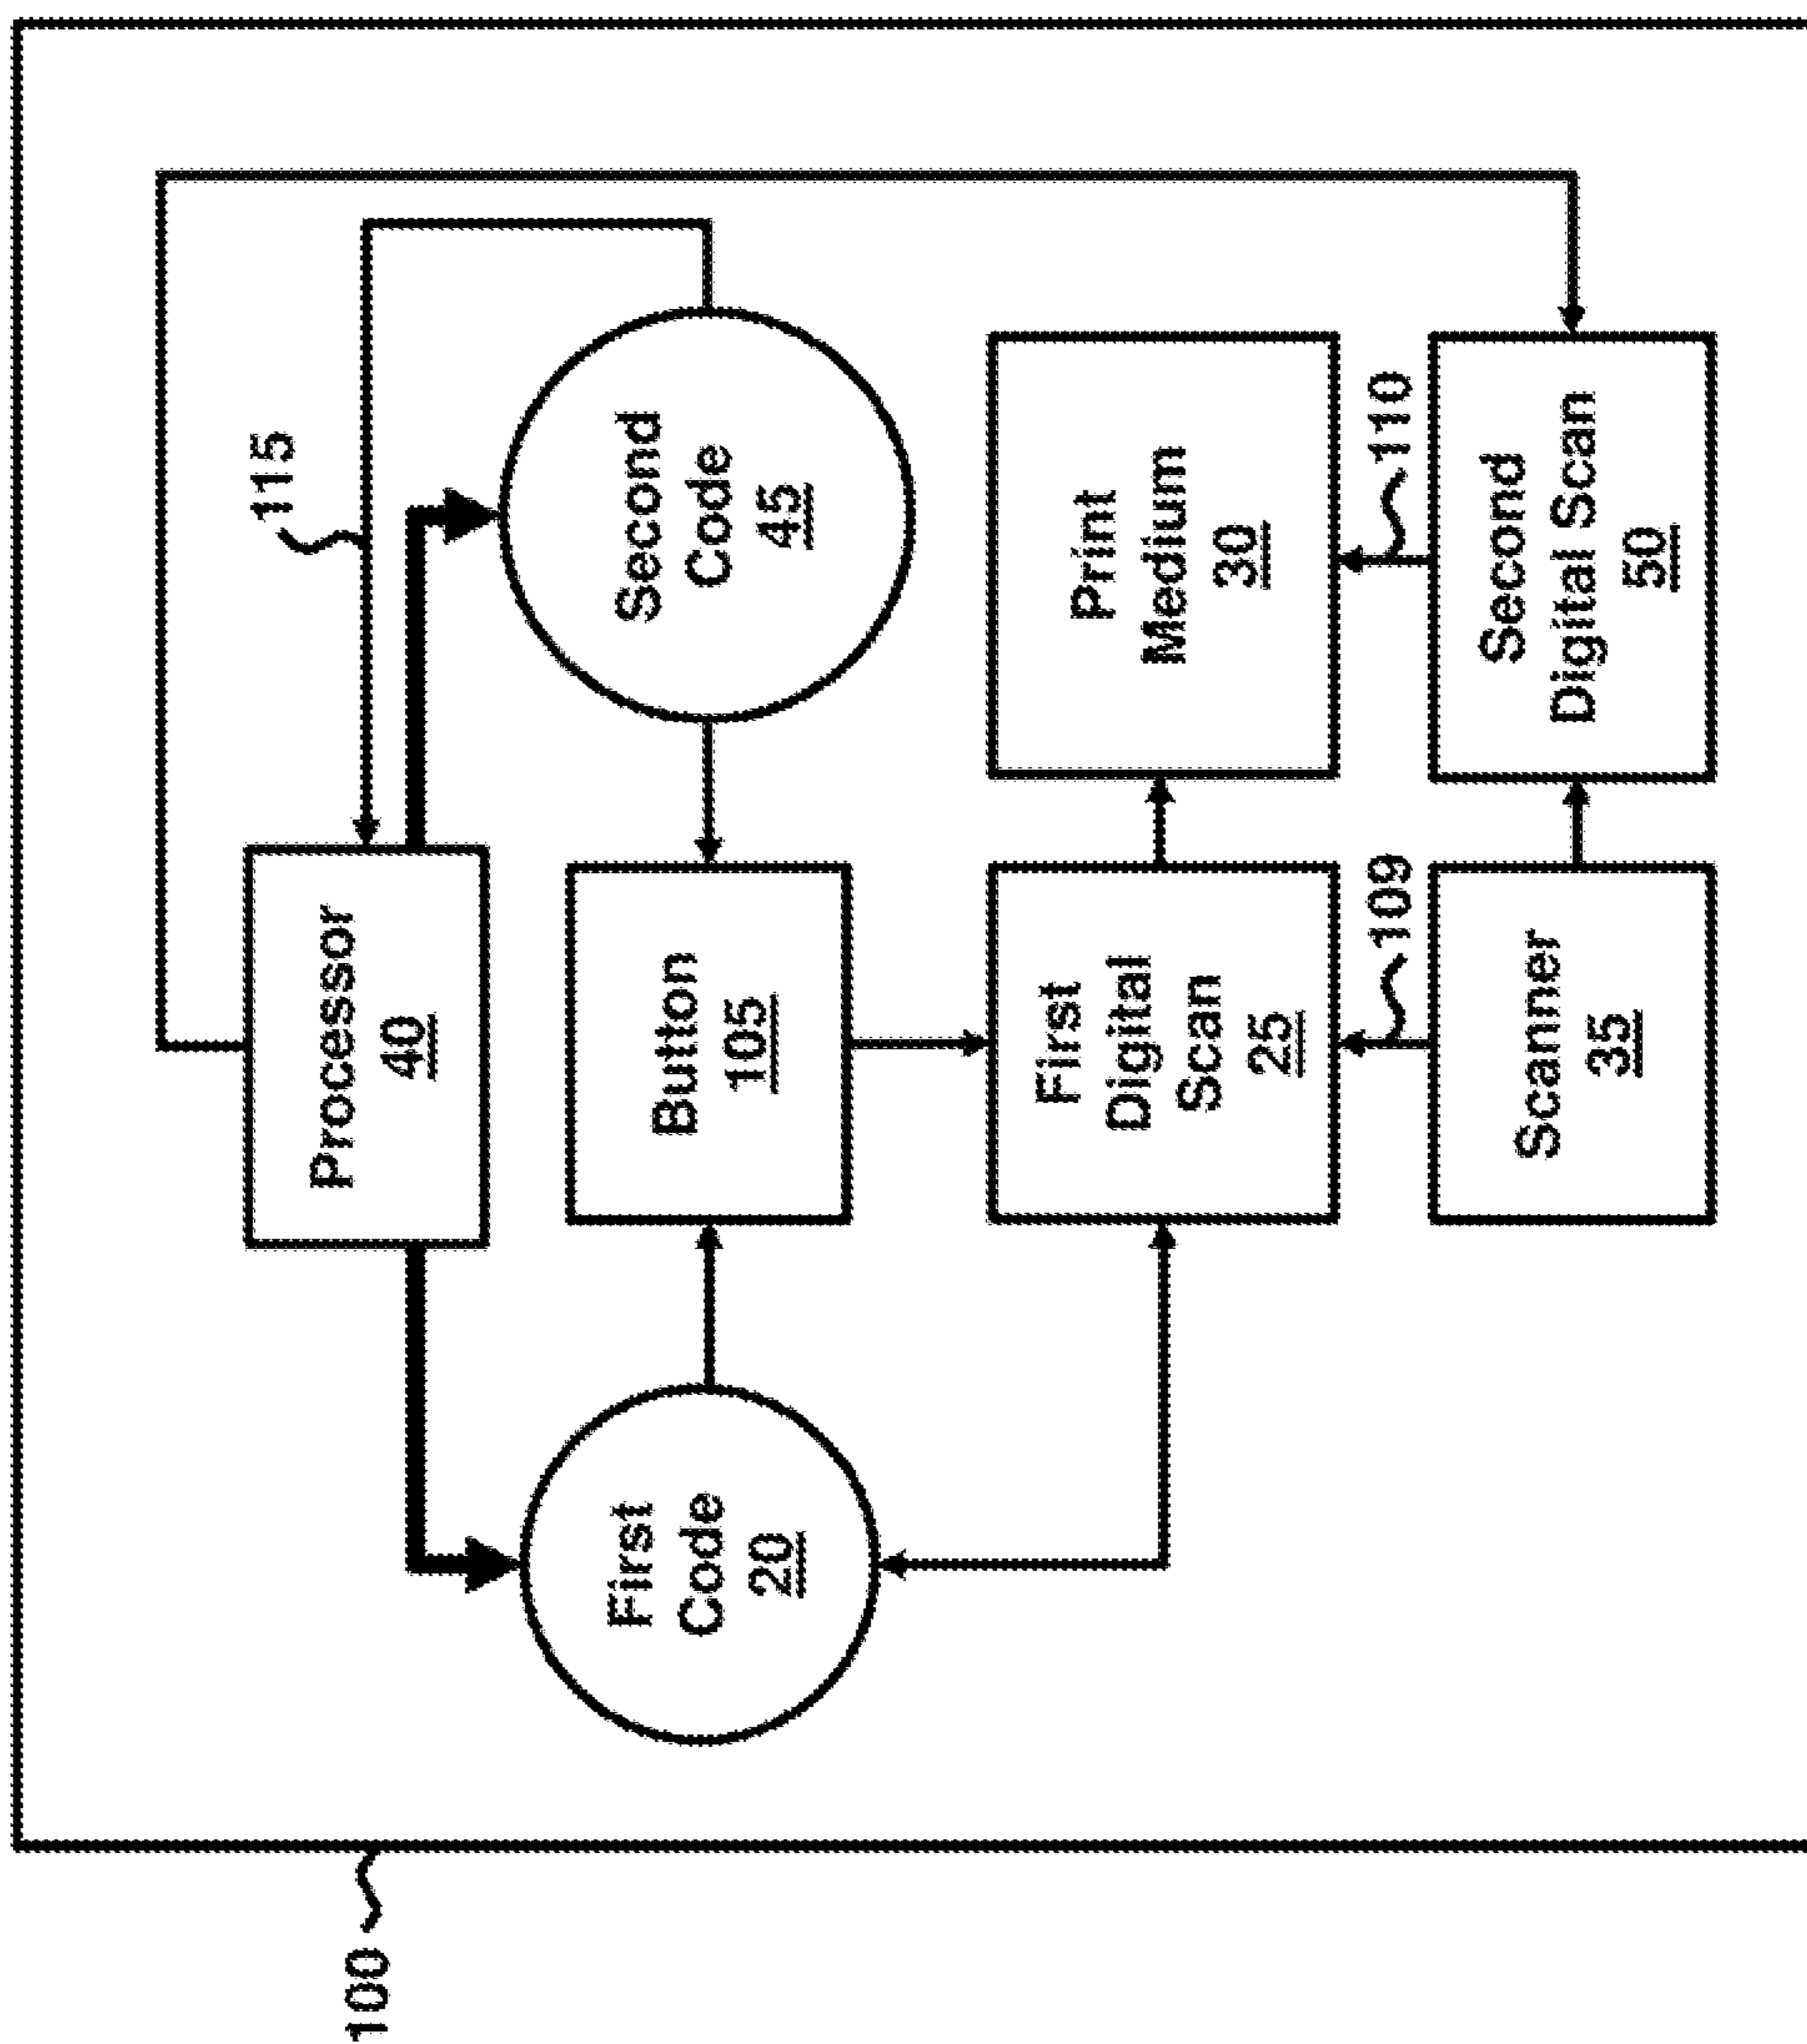 100
115
Processor
40
First
Code
20
Button
105
Second
Code
45
First
Digital
Scan
25
Print
Medium
30
109
110
Scanner
35
Second
Digital Scan
50